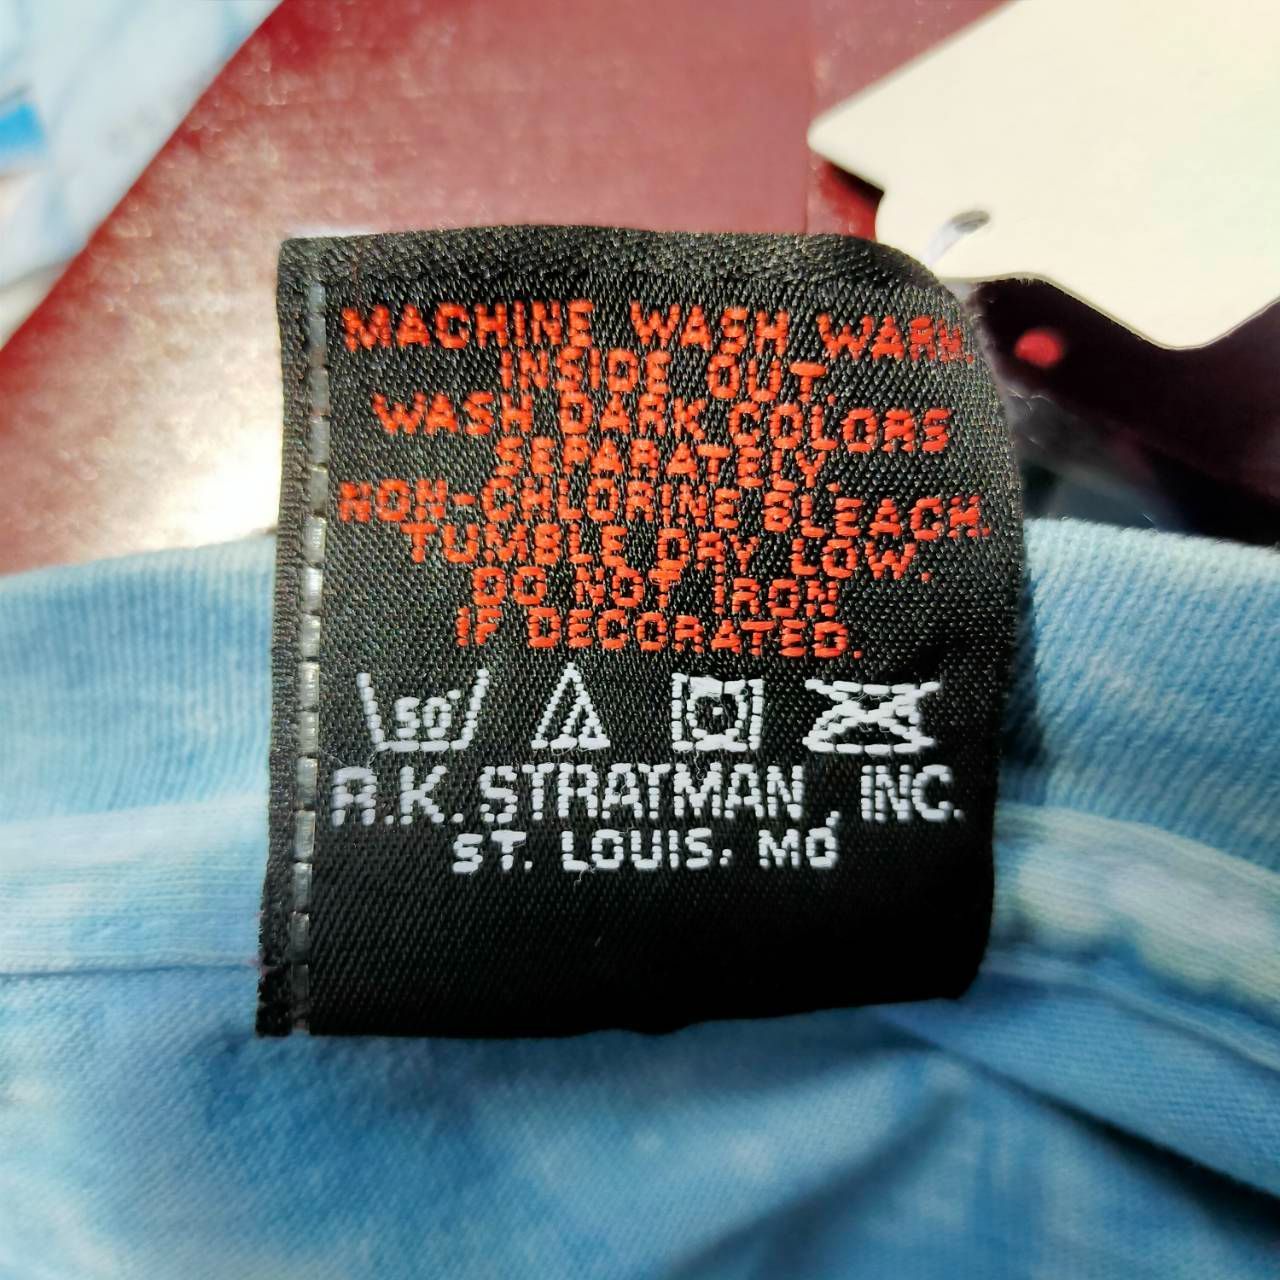 MACHINE WASH WARM.
INSIDE OUT.
WASH DARK COLORS
SEPARATELY.
NON-CHLORINE BLEACH.
TUMBLE DRY LOW.
DO NOT IRON
IF DECORATED.
50
A.K. STRATMAN, INC.
ST. LOUIS, MO